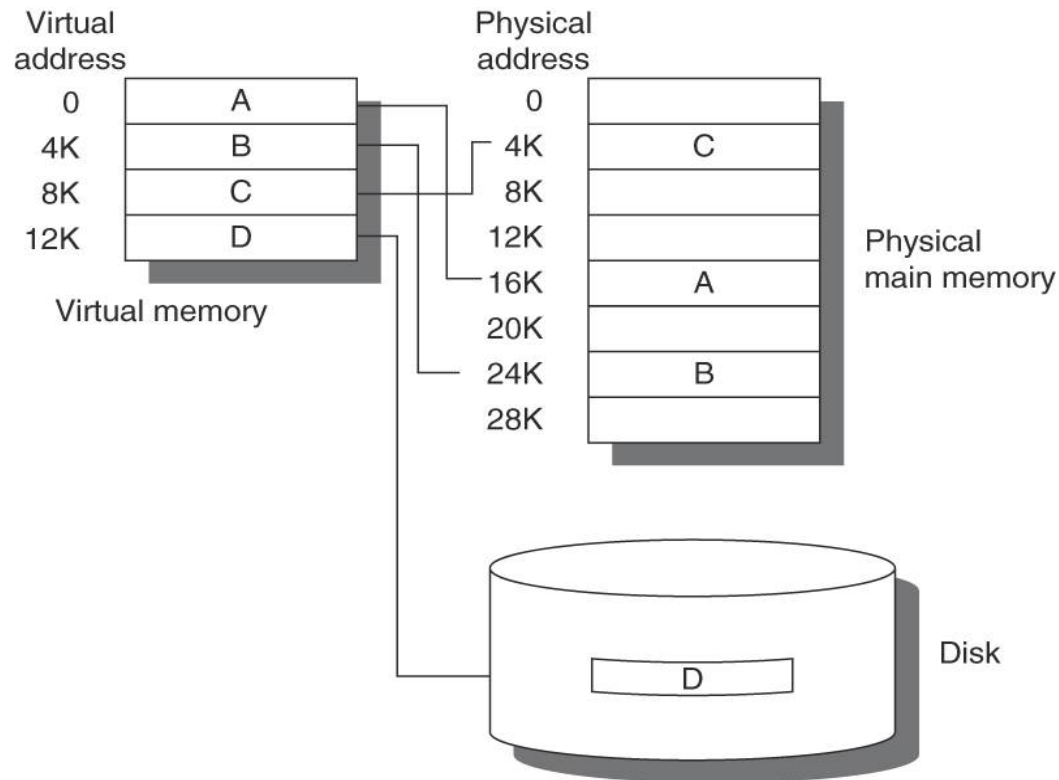 Virtual
address
0
A
4K
B
8K
C
12K
D
Virtual memory
Physical
address
0
4K
C
8K
12K
16K
A
20K
24K
B
28K
Physical
main memory
D
Disk